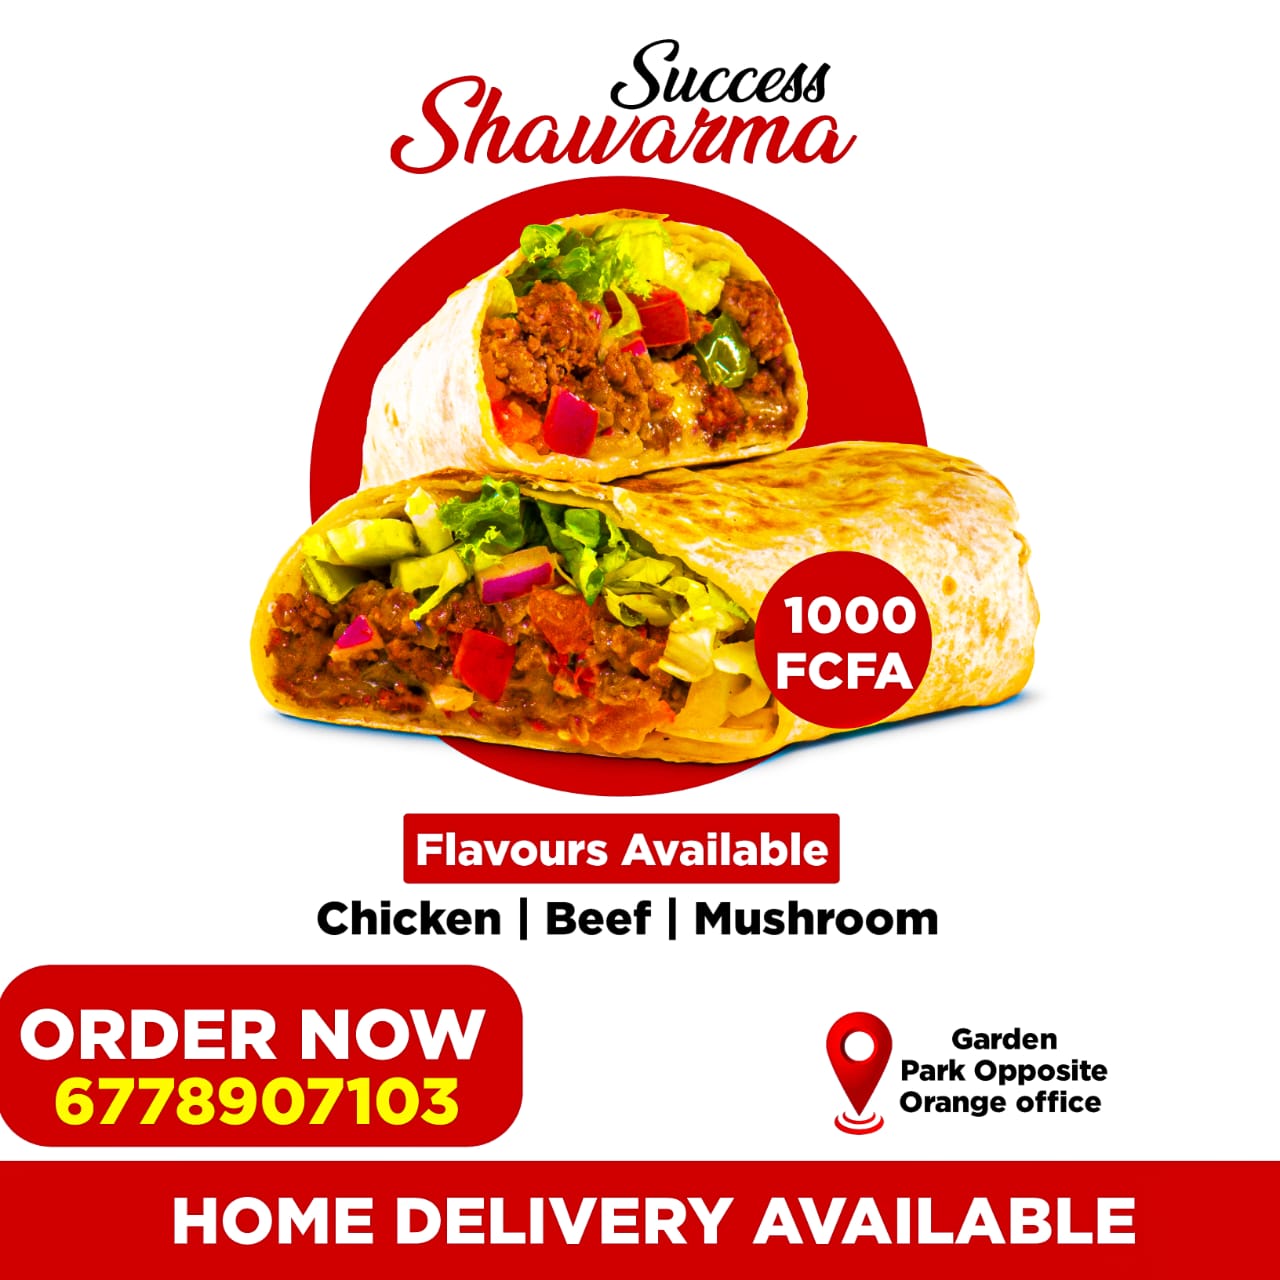 Success
Shawarma
1000
FCFA
Flavours Available
Chicken | Beef | Mushroom
ORDER NOW
6778907103
Garden
Park Opposite
Orange office
HOME DELIVERY AVAILABLE